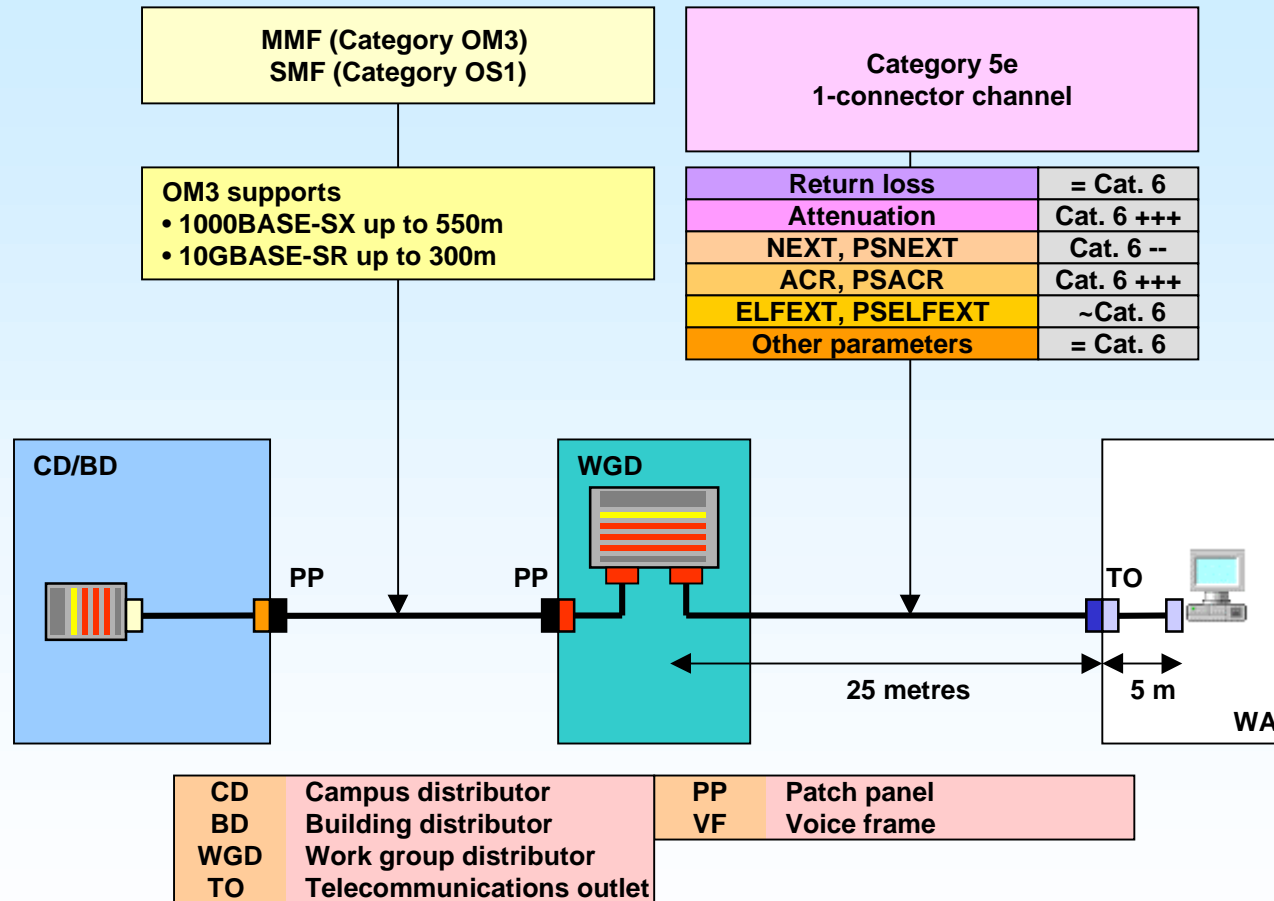 MMF (Category OM3)
SMF (Category OS1)
Category 5e
1-connector channel
OM3 supports
• 1000BASE-SX up to 550m
• 10GBASE-SR up to 300m
Return loss = Cat. 6
Attenuation Cat. 6 +++
NEXT, PSNEXT Cat. 6 --
ACR, PSACR Cat. 6 +++
ELFEXT, PSELFEXT ~Cat. 6
Other parameters = Cat. 6
CD/BD
WGD
PP
PP
TO
25 metres
5 m
WA
CD Campus distributor
BD Building distributor
WGD Work group distributor
TO Telecommunications outlet
PP Patch panel
VF Voice frame